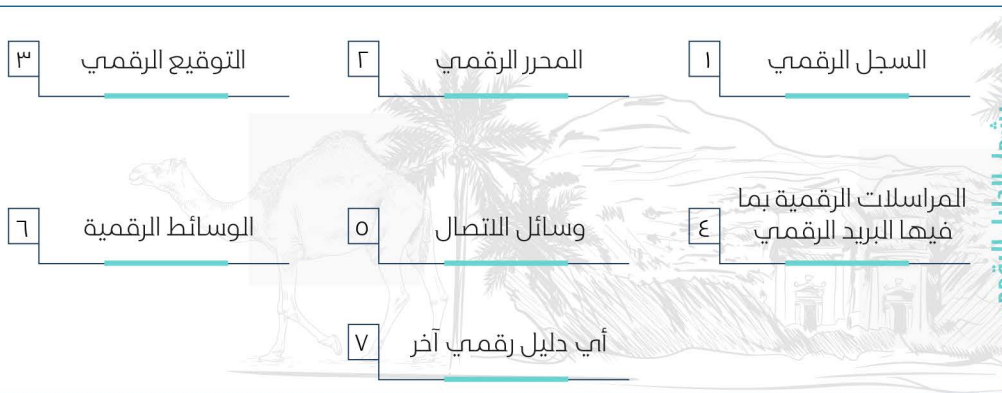 السجل الرقمي
١
المحرر الرقمي
٢
التوقيع الرقمي
٣
المراسلات الرقمية بما
فيها البريد الرقمي
٤
وسائل الاتصال
٥
الوسائط الرقمية
٦
أي دليل رقمي آخر
٧